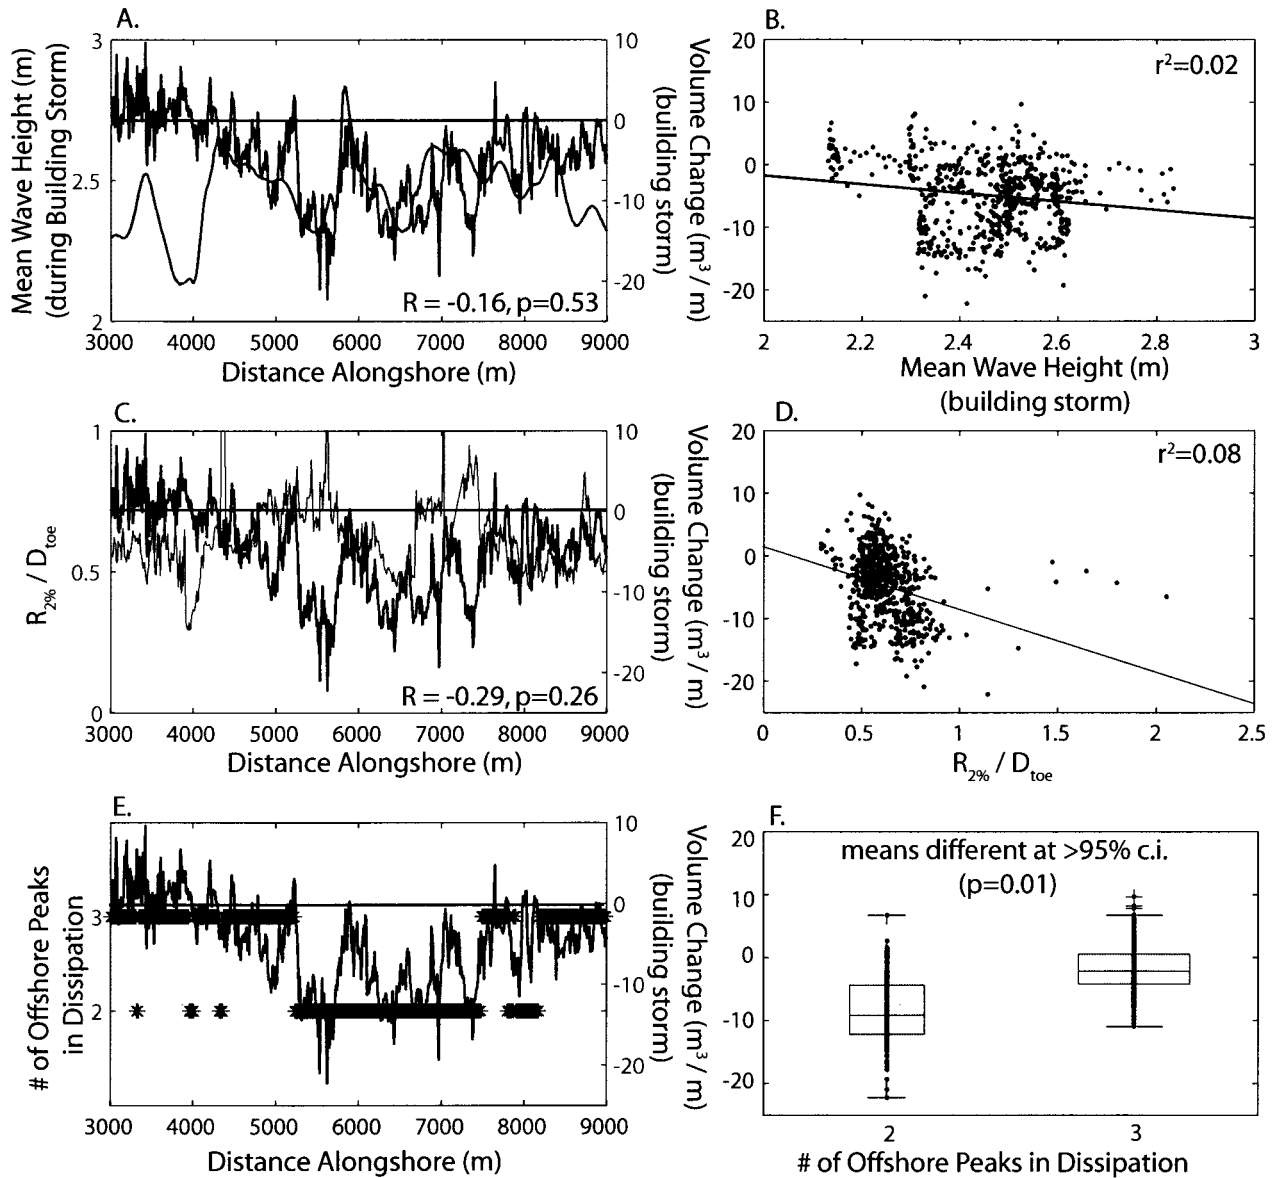 A.
Mean Wave Height (m)
(during Building Storm)
3
2.5
2
10
0
-10
-20
Volume Change (m³ / m)
(building storm)
R = -0.16, p=0.53
3000 4000 5000 6000 7000 8000 9000
Distance Alongshore (m)
B.
20
10
0
-10
-20
r²=0.02
2 2.2 2.4 2.6 2.8 3
Mean Wave Height (m)
(building storm)
C.
R2% / Dtoe
1
0.5
0
10
0
-10
-20
Volume Change (m³ / m)
(building storm)
R = -0.29, p=0.26
3000 4000 5000 6000 7000 8000 9000
Distance Alongshore (m)
D.
20
10
0
-10
-20
r²=0.08
0 0.5 1 1.5 2 2.5
R2% / Dtoe
E.
# of Offshore Peaks
in Dissipation
3
2
10
0
-10
-20
Volume Change (m³ / m)
(building storm)
3000 4000 5000 6000 7000 8000 9000
Distance Alongshore (m)
F.
20
10
0
-10
-20
means different at >95% c.i.
(p=0.01)
2 3
# of Offshore Peaks in Dissipation